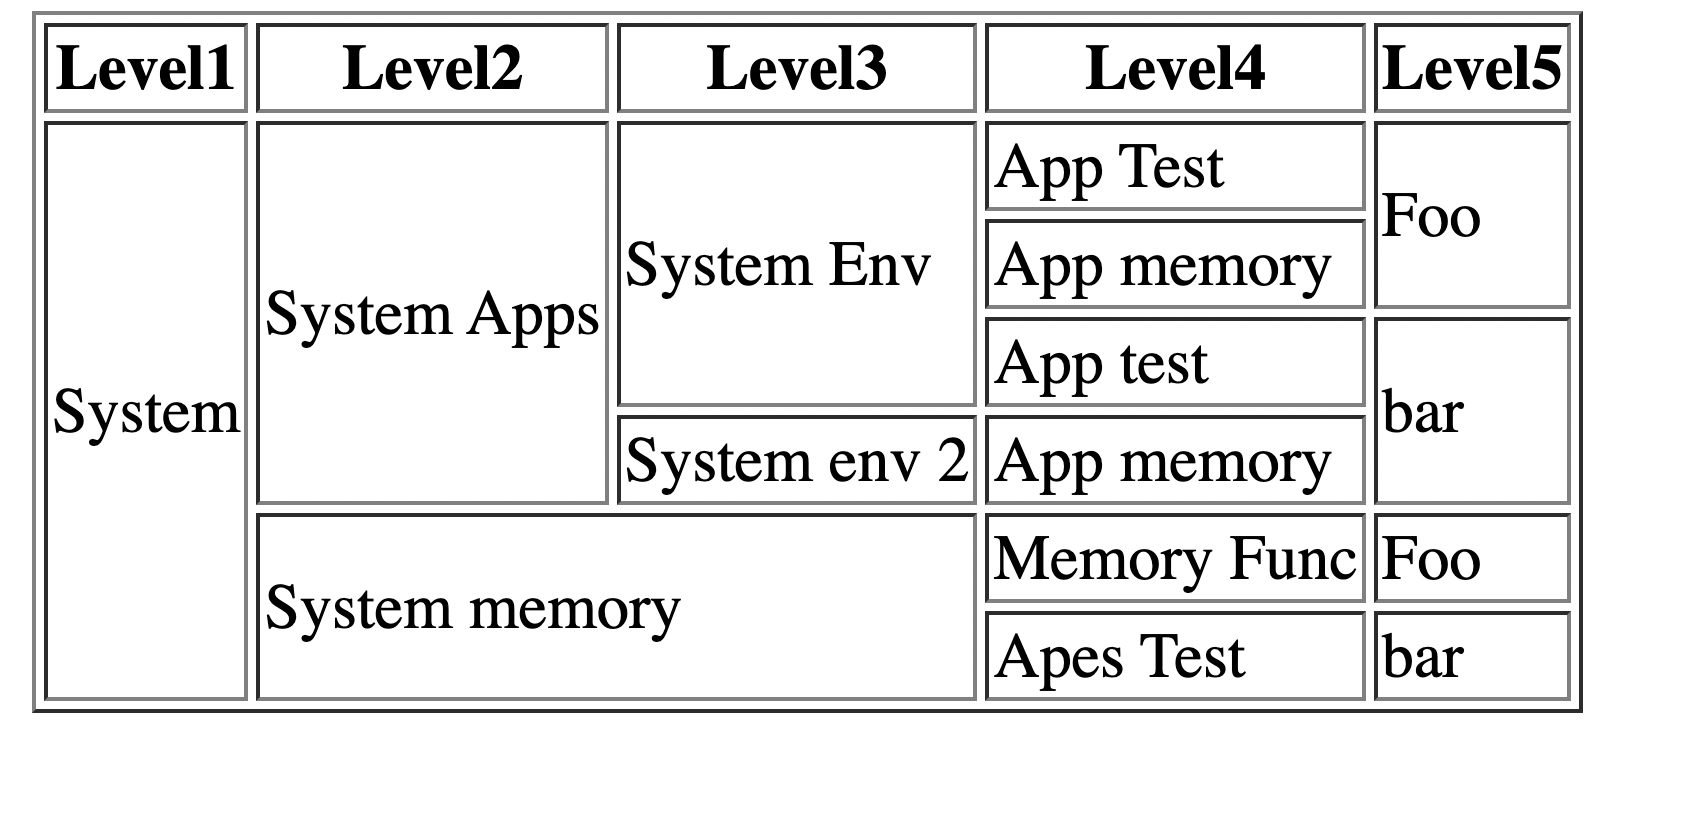 Level1 Level2 Level3 Level4 Level5
System System Apps System Env App Test Foo
App memory
App test bar
System env 2 App memory
System memory Memory Func Foo
Apes Test bar